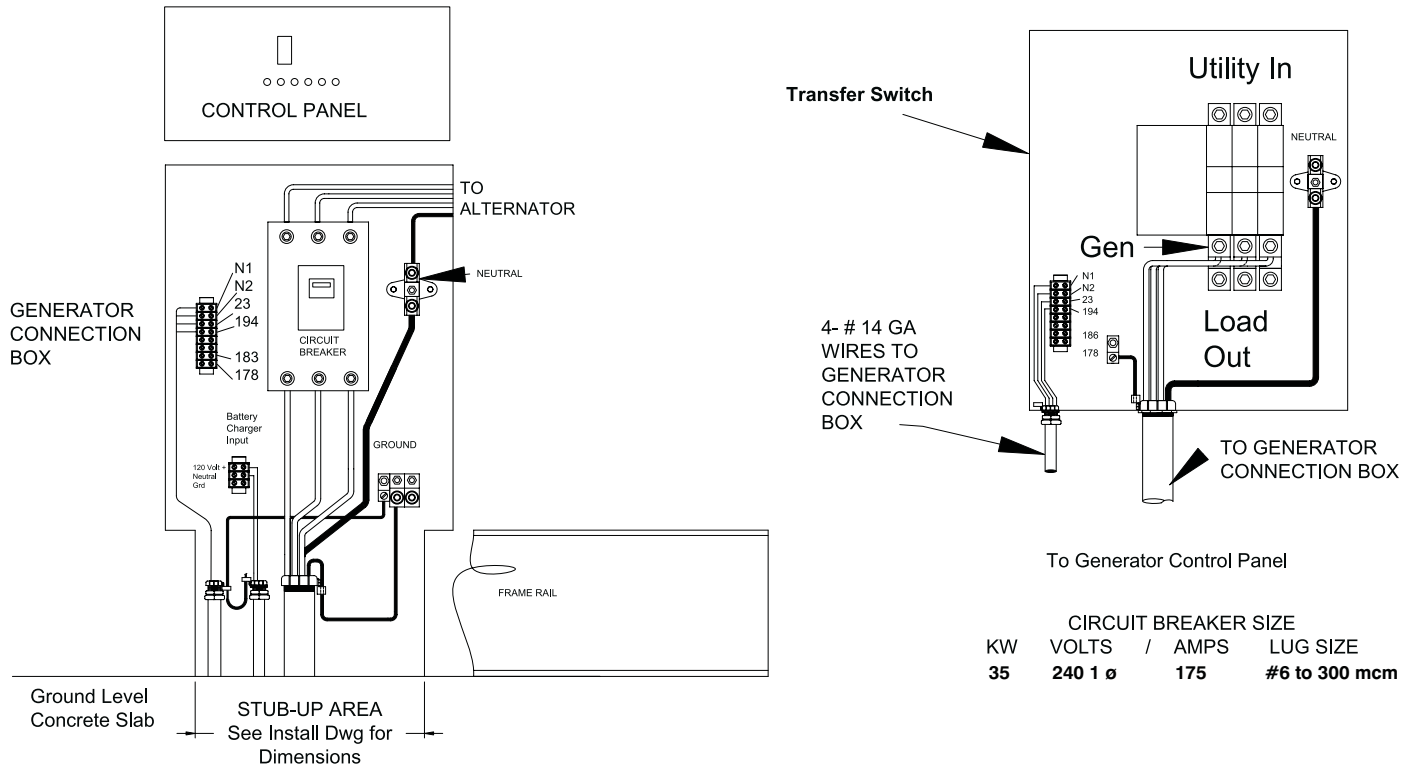 CONTROL PANEL
TO
ALTERNATOR
NEUTRAL
N1
N2
23
194
183
178
GENERATOR
CONNECTION
BOX
CIRCUIT
BREAKER
Battery
Charger
Input
120 Volt +
Neutral
Grd
GROUND
FRAME RAIL
Ground Level
Concrete Slab
STUB-UP AREA
See Install Dwg for
Dimensions
Transfer Switch
Utility In
NEUTRAL
Gen
N1
N2
23
194
186
178
Load
Out
4- # 14 GA
WIRES TO
GENERATOR
CONNECTION
BOX
TO GENERATOR
CONNECTION BOX
To Generator Control Panel
CIRCUIT BREAKER SIZE
KW VOLTS / AMPS LUG SIZE
35 240 1 ø 175 #6 to 300 mcm